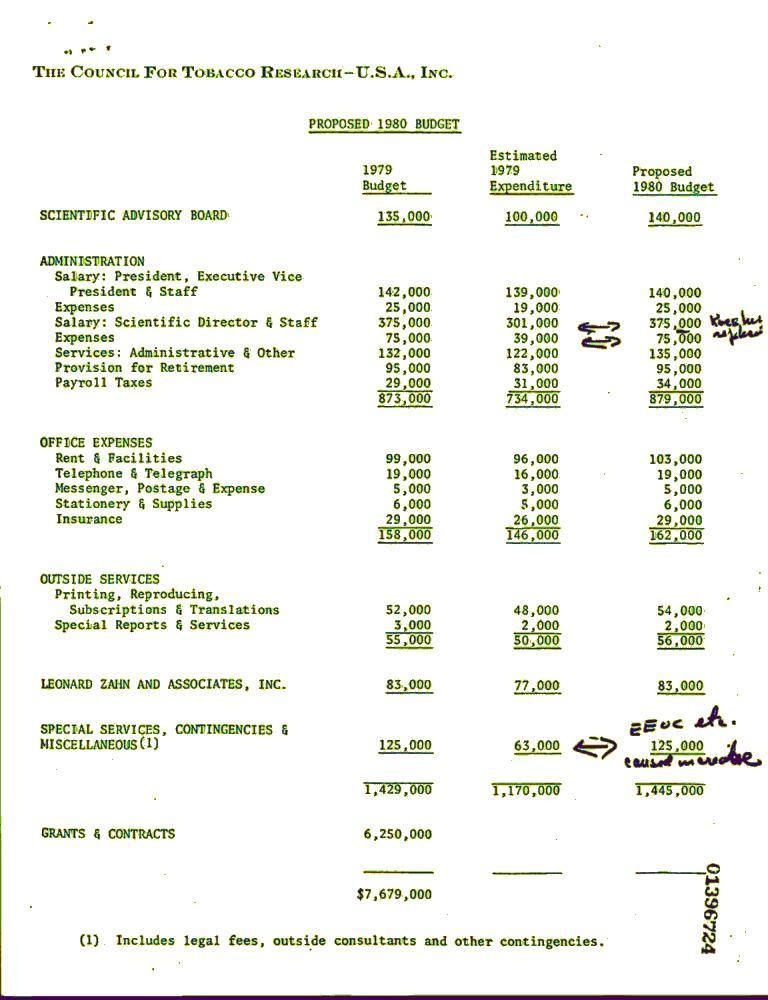 THE COUNCIL FOR TOBACCO RESEARCH-U.S.A., INC.
PROPOSED 1980 BUDGET
Estimated
1979 1979 Proposed
Budget Expenditure 1980 Budget
SCIENTIFIC ADVISORY BOARD 135,000 100,000 140,000
ADMINISTRATION
Salary: President, Executive Vice
President & Staff 142,000 139,000 140,000
Expenses 25,000 19,000 25,000
Salary: Scientific Director & Staff 375,000 301,000 375,000
Expenses 75,000 39,000 75,000
Services: Administrative & Other 132,000 122,000 135,000
Provision for Retirement 95,000 83,000 95,000
Payroll Taxes 29,000 31,000 34,000
873,000 734,000 879,000
OFFICE EXPENSES
Rent & Facilities 99,000 96,000 103,000
Telephone & Telegraph 19,000 16,000 19,000
Messenger, Postage & Expense 5,000 3,000 5,000
Stationery & Supplies 6,000 5,000 6,000
Insurance 29,000 26,000 29,000
158,000 146,000 162,000
OUTSIDE SERVICES
Printing, Reproducing,
Subscriptions & Translations 52,000 48,000 54,000
Special Reports & Services 3,000 2,000 2,000
55,000 50,000 56,000
LEONARD ZAHN AND ASSOCIATES, INC. 83,000 77,000 83,000
EEOC etc.
SPECIAL SERVICES, CONTINGENCIES &
MISCELLANEOUS(1) 125,000 63,000 125,000
caused
1,429,000 1,170,000 1,445,000
GRANTS & CONTRACTS 6,250,000
$7,679,000
01396724
(1) Includes legal fees, outside consultants and other contingencies.